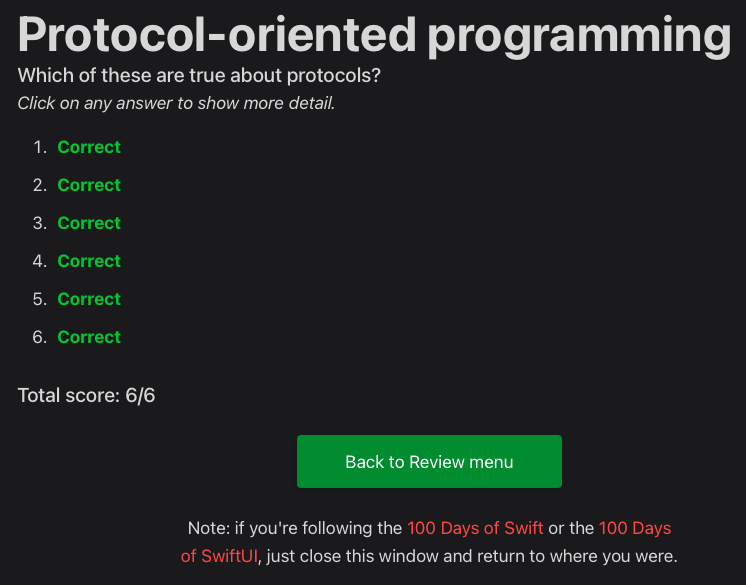 Protocol-oriented programming
Which of these are true about protocols?
Click on any answer to show more detail.
1. Correct
2. Correct
3. Correct
4. Correct
5. Correct
6. Correct
Total score: 6/6
Back to Review menu
Note: if you're following the 100 Days of Swift or the 100 Days
of SwiftUI, just close this window and return to where you were.